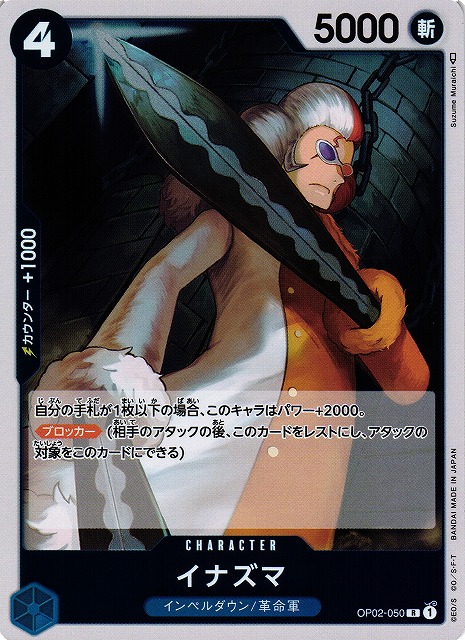 4
5000
斬
Suzume Muraichi
カウンター +1000
自分の手札が1枚以下の場合、このキャラはパワー+2000。
ブロッカー (相手のアタックの後、このカードをレストにし、アタックの
対象をこのカードにできる)
CHARACTER
イナズマ
インペルダウン/革命軍
OP02-050 R 1
©E.O/S ©O/S・F・T BANDAI MADE IN JAPAN